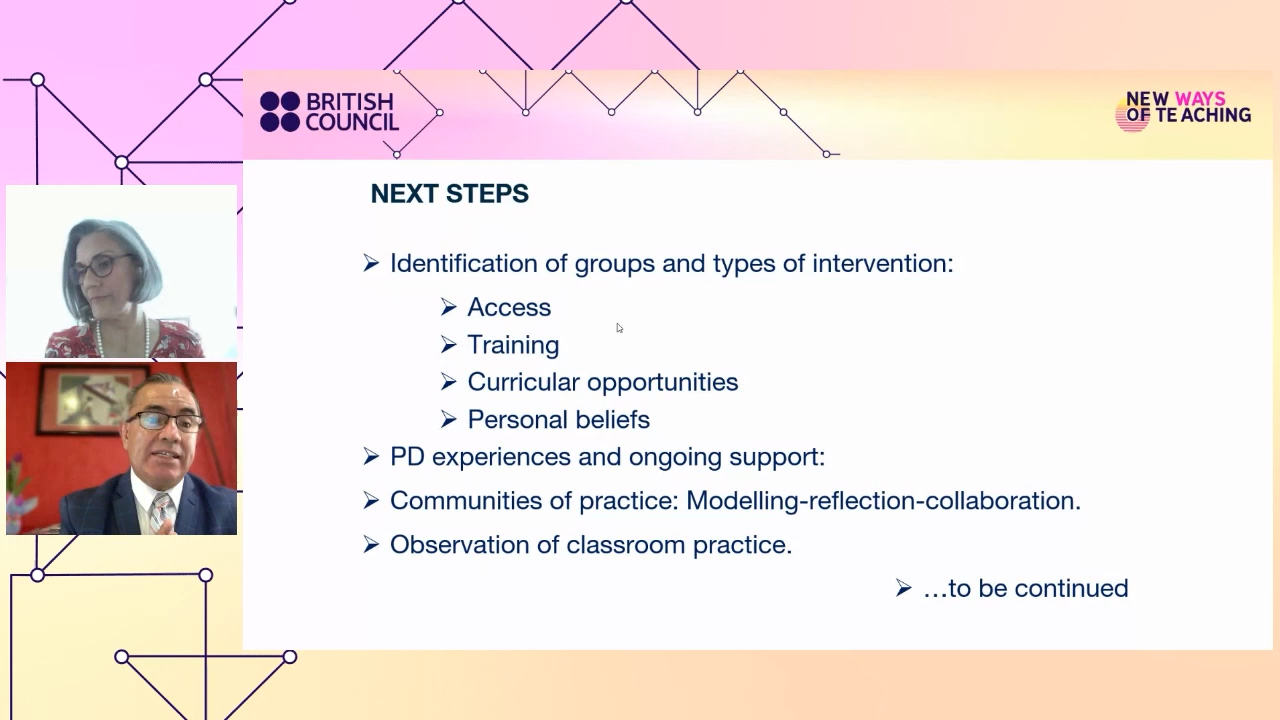 BRITISH
COUNCIL
NEW WAYS
OF TEACHING
NEXT STEPS
Identification of groups and types of intervention:
Access
Training
Curricular opportunities
Personal beliefs
PD experiences and ongoing support:
Communities of practice: Modelling-reflection-collaboration.
Observation of classroom practice.
…to be continued